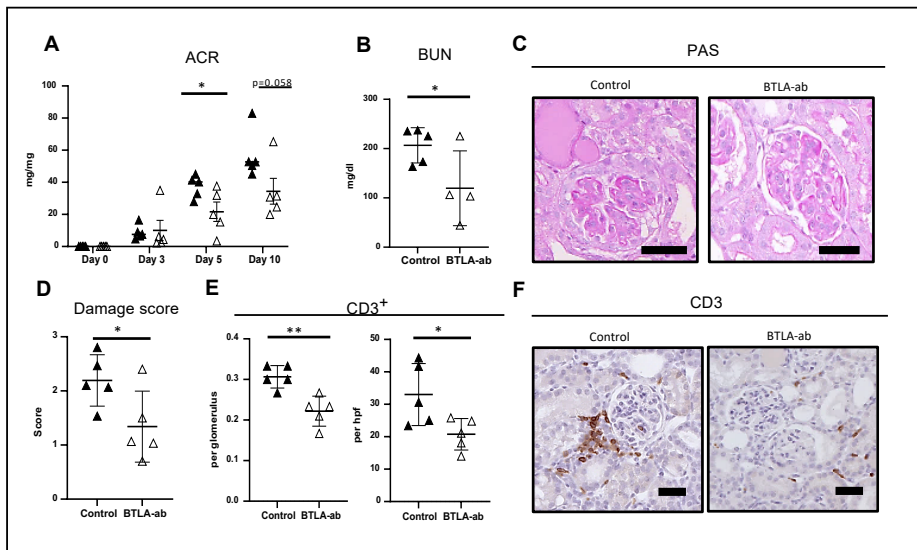 A
ACR
mg/mg
100
80
60
40
20
0
*
p=0.058
Day 0 Day 3 Day 5 Day 10
B
BUN
mg/dl
300
200
100
0
*
Control BTLA-ab
C
PAS
Control BTLA-ab
D
Damage score
Score
3
2
1
0
*
Control BTLA-ab
E
CD3+
per glomerulus
0.4
0.3
0.2
0.1
0.0
**
Control BTLA-ab
per hpf
50
40
30
20
10
0
*
Control BTLA-ab
F
CD3
Control BTLA-ab